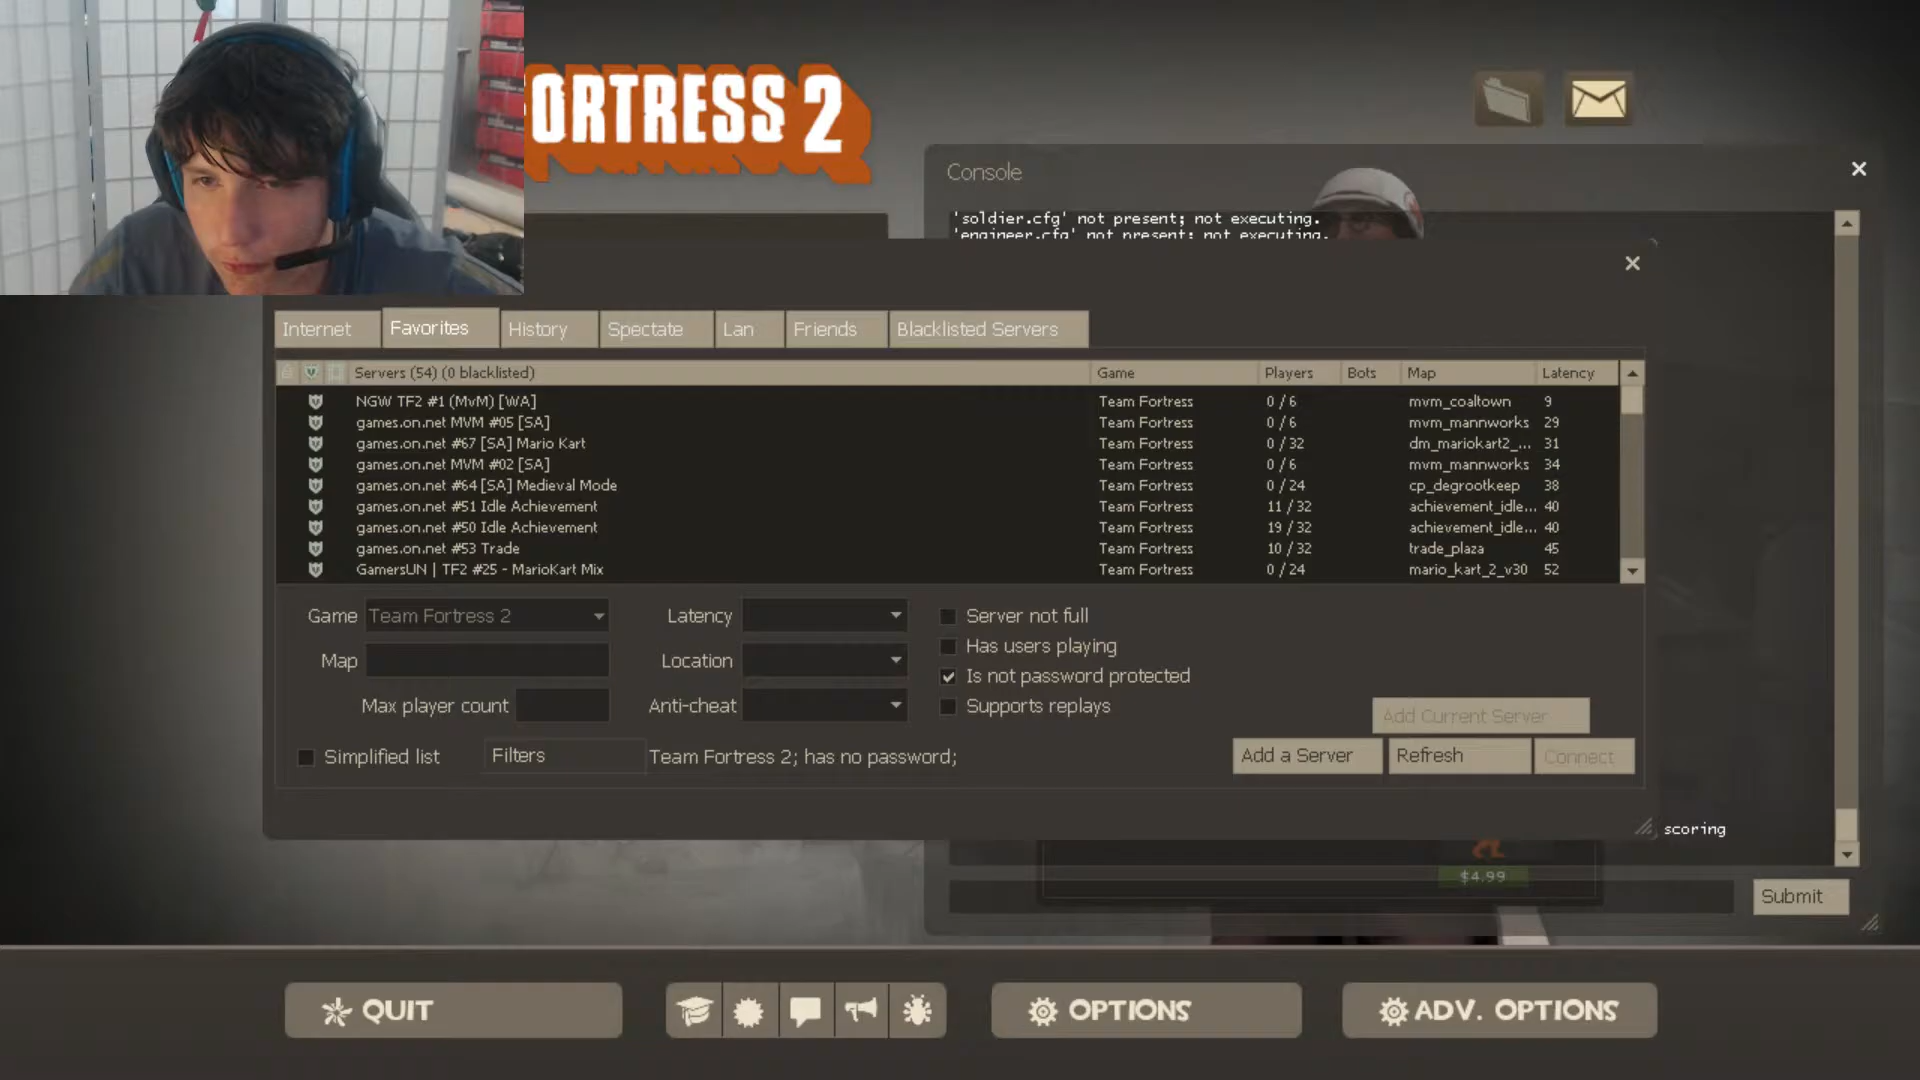 ORTRESS 2
Console
'soldier.cfg' not present; not executing.
'engineer.cfg' not present; not executing.
Internet
Favorites
History
Spectate
Lan
Friends
Blacklisted Servers
Servers (54) (0 blacklisted) Game Players Bots Map Latency
NGW TF2 #1 (MvM) [WA] Team Fortress 0 / 6 mvm_coaltown 9
games.on.net MVM #05 [SA] Team Fortress 0 / 6 mvm_mannworks 29
games.on.net #67 [SA] Mario Kart Team Fortress 0 / 32 dm_mariokart2_... 31
games.on.net MVM #02 [SA] Team Fortress 0 / 6 mvm_mannworks 34
games.on.net #64 [SA] Medieval Mode Team Fortress 0 / 24 cp_degrootkeep 38
games.on.net #51 Idle Achievement Team Fortress 11 / 32 achievement_idle... 40
games.on.net #50 Idle Achievement Team Fortress 19 / 32 achievement_idle... 40
games.on.net #53 Trade Team Fortress 10 / 32 trade_plaza 45
GamersUN | TF2 #25 - MarioKart Mix Team Fortress 0 / 24 mario_kart_2_v30 52
Game Team Fortress 2 Latency Server not full
Has users playing
Map Location
Is not password protected
Max player count Anti-cheat Supports replays
Add Current Server
Simplified list Filters Team Fortress 2; has no password; Add a Server Refresh Connect
scoring
$4.99
Submit
QUIT
OPTIONS
ADV. OPTIONS